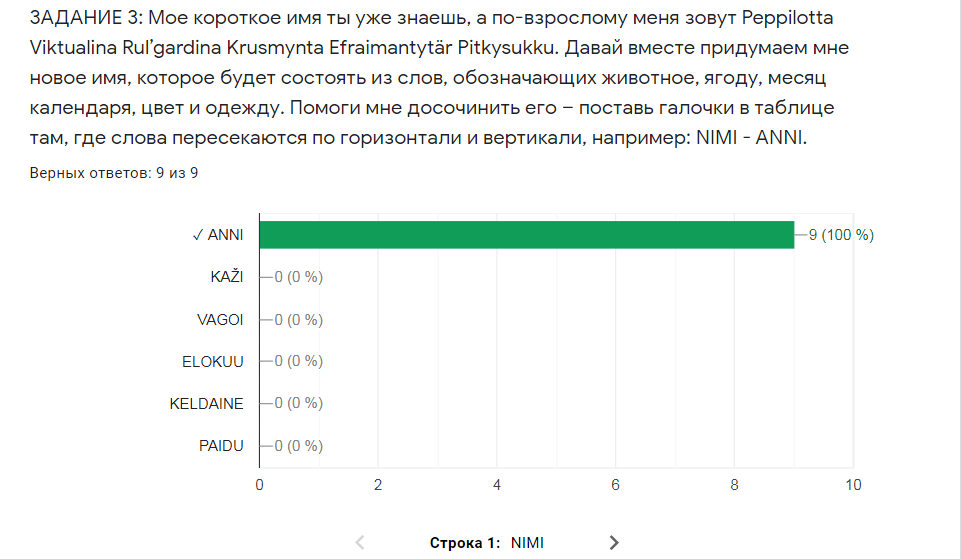 ЗАДАНИЕ 3: Мое короткое имя ты уже знаешь, а по-взрослому меня зовут Peppilotta
Viktualina Rul’gardina Krusmynta Efraimantytär Pitkysukku. Давай вместе придумаем мне
новое имя, которое будет состоять из слов, обозначающих животное, ягоду, месяц
календаря, цвет и одежду. Помоги мне досочинить его – поставь галочки в таблице
там, где слова пересекаются по горизонтали и вертикали, например: NIMI - ANNI.
Верных ответов: 9 из 9
✓ ANNI 9 (100 %)
KAŽI 0 (0 %)
VAGOI 0 (0 %)
ELOKUU 0 (0 %)
KELDAINE 0 (0 %)
PAIDU 0 (0 %)
0 2 4 6 8 10
Строка 1: NIMI